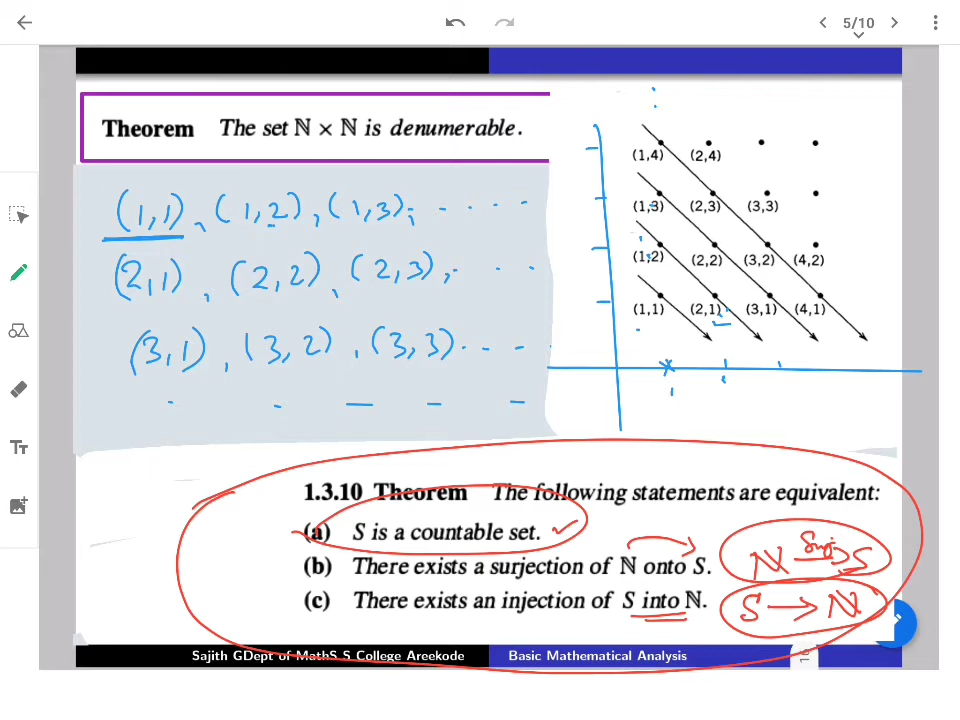 5/10
Theorem The set ℕ × ℕ is denumerable.
(1,1), (1,2), (1,3), . . . .
(2,1), (2,2), (2,3), . . .
(3,1), (3,2), (3,3) . . . .
(1,4) (2,4)
(1,3) (2,3) (3,3)
(1,2) (2,2) (3,2) (4,2)
(1,1) (2,1) (3,1) (4,1)
1.3.10 Theorem The following statements are equivalent:
(a) S is a countable set.
(b) There exists a surjection of ℕ onto S. ℕ Surj→ S
(c) There exists an injection of S into ℕ. S → ℕ
Sajith GDept of MathS S College Areekode Basic Mathematical Analysis
Tт